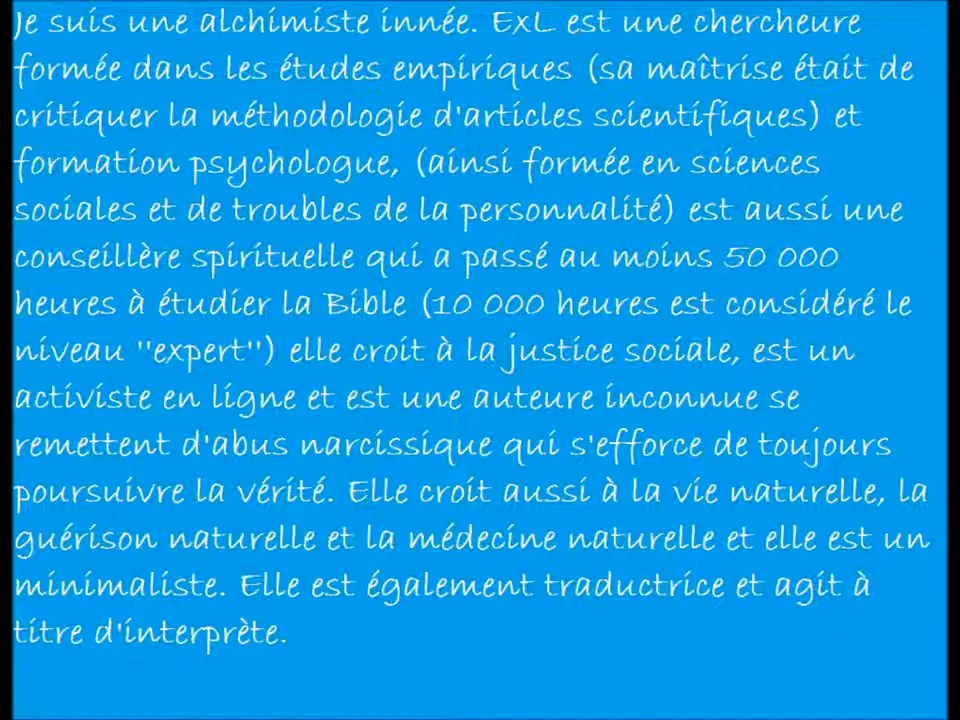 Je suis une alchimiste innée. ExL est une chercheure
formée dans les études empiriques (sa maîtrise était de
critiquer la méthodologie d'articles scientifiques) et
formation psychologue, (ainsi formée en sciences
sociales et de troubles de la personnalité) est aussi une
conseillère spirituelle qui a passé au moins 50 000
heures à étudier la Bible (10 000 heures est considéré le
niveau "expert") elle croit à la justice sociale, est un
activiste en ligne et est une auteure inconnue se
remettent d'abus narcissique qui s'efforce de toujours
poursuivre la vérité. Elle croit aussi à la vie naturelle, la
guérison naturelle et la médecine naturelle et elle est un
minimaliste. Elle est également traductrice et agit à
titre d'interprète.